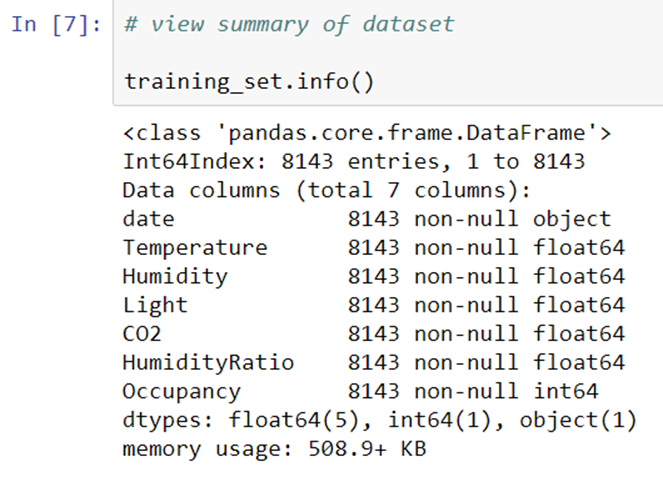 In [7]: # view summary of dataset
training_set.info()
<class 'pandas.core.frame.DataFrame'>
Int64Index: 8143 entries, 1 to 8143
Data columns (total 7 columns):
date 8143 non-null object
Temperature 8143 non-null float64
Humidity 8143 non-null float64
Light 8143 non-null float64
CO2 8143 non-null float64
HumidityRatio 8143 non-null float64
Occupancy 8143 non-null int64
dtypes: float64(5), int64(1), object(1)
memory usage: 508.9+ KB